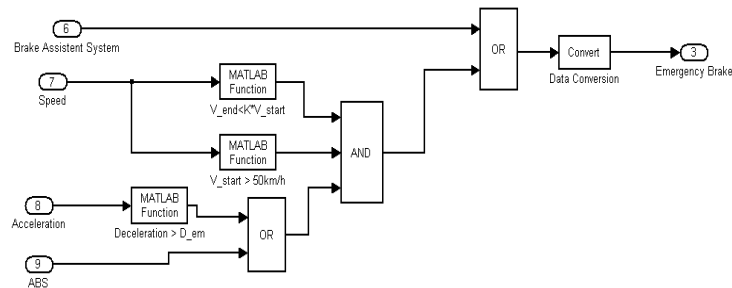 6
Brake Assistent System
OR
Convert
Data Conversion
3
Emergency Brake
7
Speed
MATLAB
Function
V_end<K*V_start
MATLAB
Function
V_start > 50km/h
AND
8
Acceleration
MATLAB
Function
Deceleration > D_em
OR
9
ABS